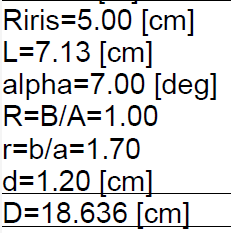 Riris=5.00 [cm]
L=7.13 [cm]
alpha=7.00 [deg]
R=B/A=1.00
r=b/a=1.70
d=1.20 [cm]
D=18.636 [cm]